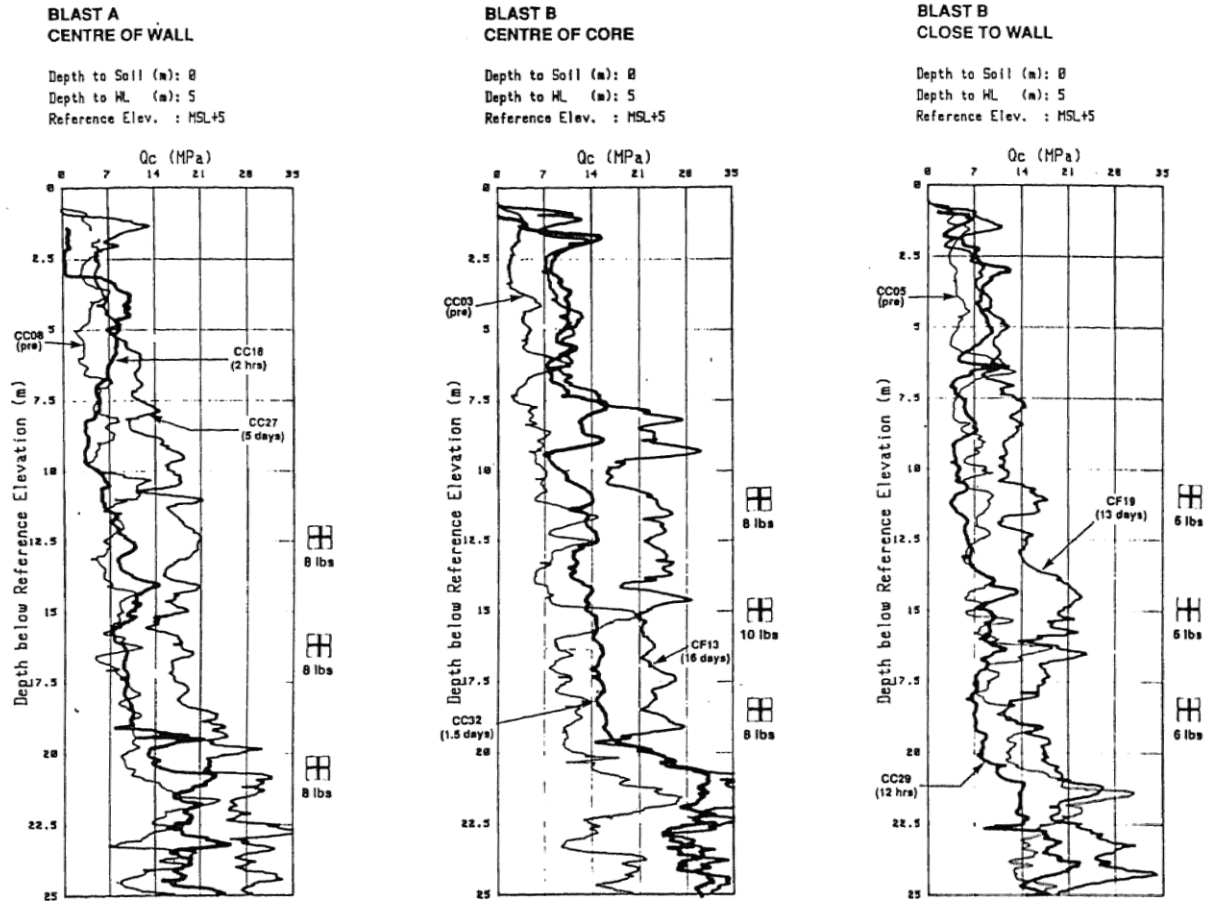 BLAST A
CENTRE OF WALL
Depth to Soil (m): 0
Depth to WL (m): 5
Reference Elev. : MSL+5
Qc (MPa)
0 7 14 21 28 35
0
2.5
5
7.5
10
12.5
15
17.5
20
22.5
25
Depth below Reference Elevation (m)
CC08
(pre)
CC18
(2 hrs)
CC27
(5 days)
8 lbs
8 lbs
8 lbs
BLAST B
CENTRE OF CORE
Depth to Soil (m): 0
Depth to WL (m): 5
Reference Elev. : MSL+5
Qc (MPa)
0 7 14 21 28 35
0
2.5
5
7.5
10
12.5
15
17.5
20
22.5
25
Depth below Reference Elevation (m)
CC03
(pre)
CF13
(16 days)
CC32
(1.5 days)
8 lbs
10 lbs
8 lbs
BLAST B
CLOSE TO WALL
Depth to Soil (m): 0
Depth to WL (m): 5
Reference Elev. : MSL+5
Qc (MPa)
0 7 14 21 28 35
0
2.5
5
7.5
10
12.5
15
17.5
20
22.5
25
Depth below Reference Elevation (m)
CC05
(pre)
CF19
(13 days)
CC29
(12 hrs)
6 lbs
6 lbs
6 lbs